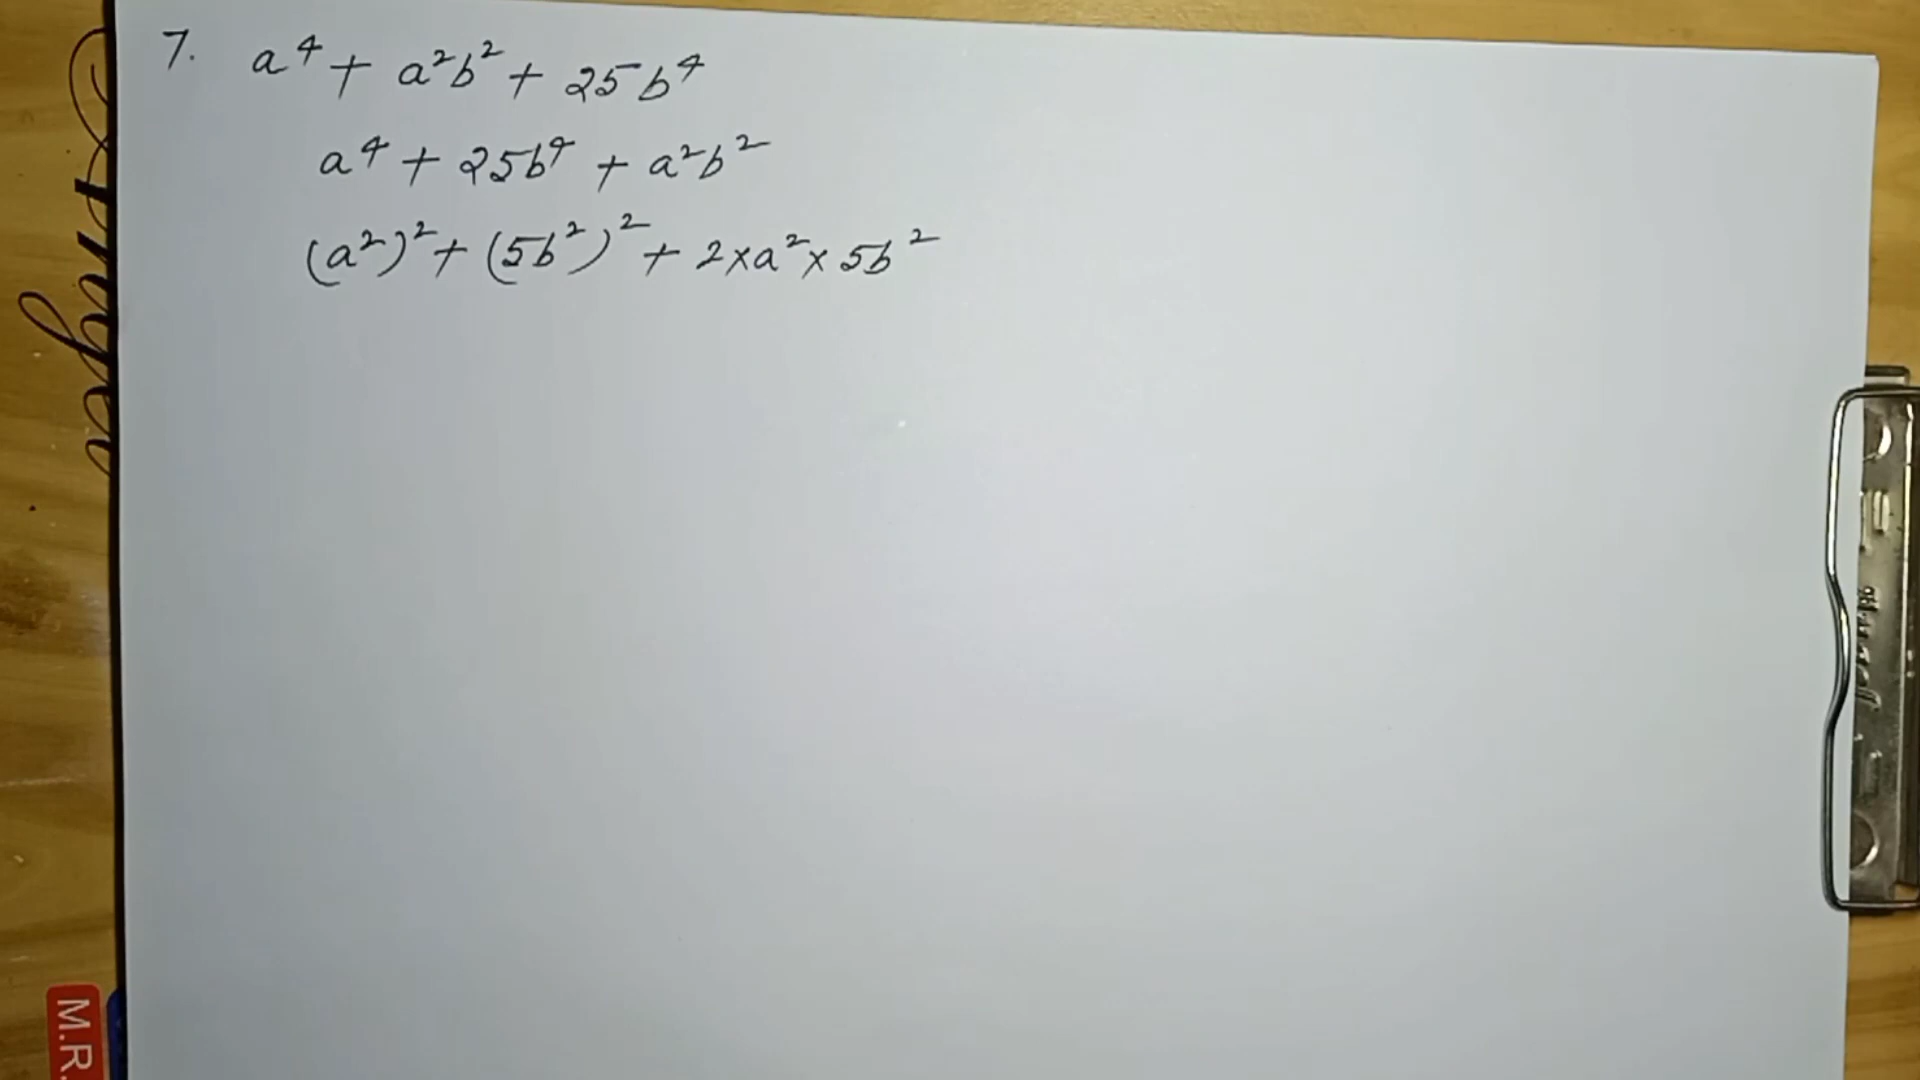 7. a⁴ + a²b² + 25b⁴
a⁴ + 25b⁴ + a²b²
(a²)² + (5b²)² + 2×a²×5b²
M.R.